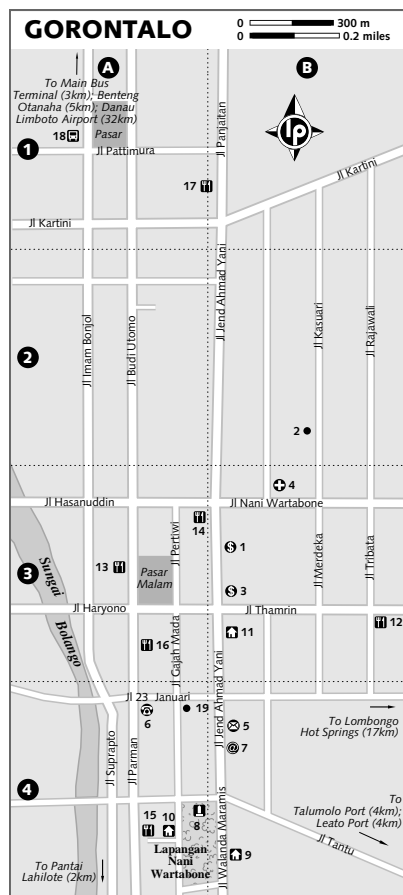 GORONTALO
0 300 m
0 0.2 miles
A
B
To Main Bus
Terminal (3km); Benteng
Otanaha (5km); Danau
Limboto Airport (32km)
18
Pasar
lp
1
Jl Pattimura
Jl Panjaitan
17
Jl Kartini
Jl Kartini
Jl Jend Ahmad Yani
Jl Imam Bonjol
Jl Budi Utomo
Jl Kasuari
Jl Rajawali
2
2
4
Jl Hasanuddin
Jl Nani Wartabone
14
Jl Pertiwi
$ 1
Sungai
Bolango
3
13
Pasar
Malam
$ 3
Jl Merdeka
Jl Tribata
Jl Haryono
Jl Thamrin
11
12
16
Jl Gajah Mada
Jl Jend Ahmad Yani
Jl 23 Januari
6
19
5
@ 7
To Lombongo
Hot Springs (17km)
Jl Suprapto
Jl Parman
4
Jl Walanda Maramis
To
Talumolo Port (4km);
Leato Port (4km)
15
10
8
Lapangan
Nani
Wartabone
9
Jl Tantu
To Pantai
Lahilote (2km)